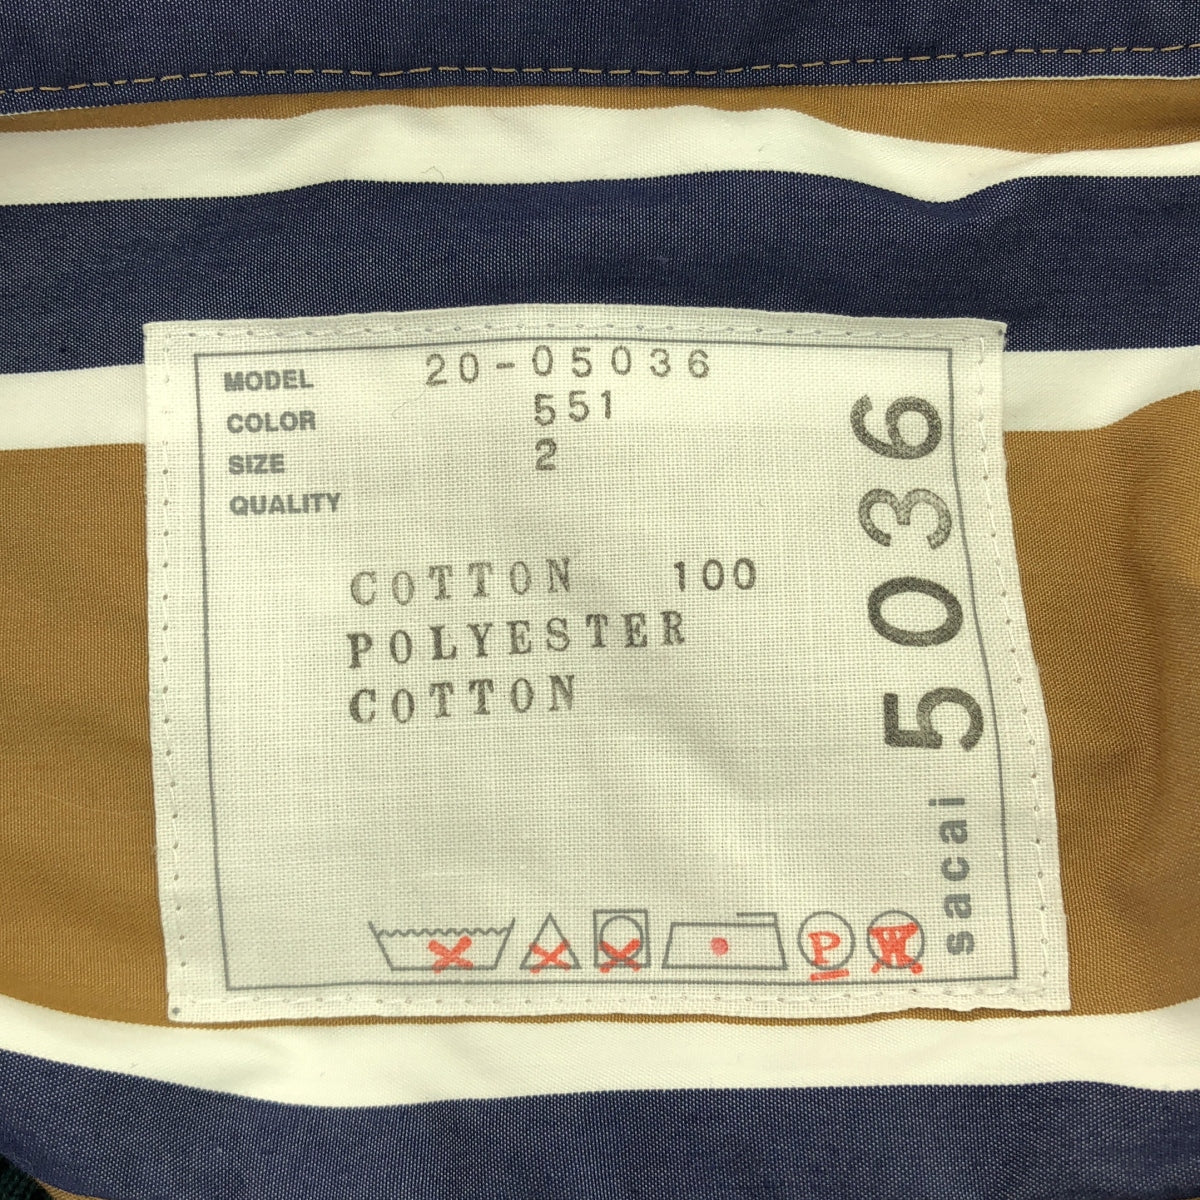 MODEL 20-05036
COLOR 551
SIZE 2
QUALITY
COTTON 100
POLYESTER
COTTON
sacai 5036
P
W